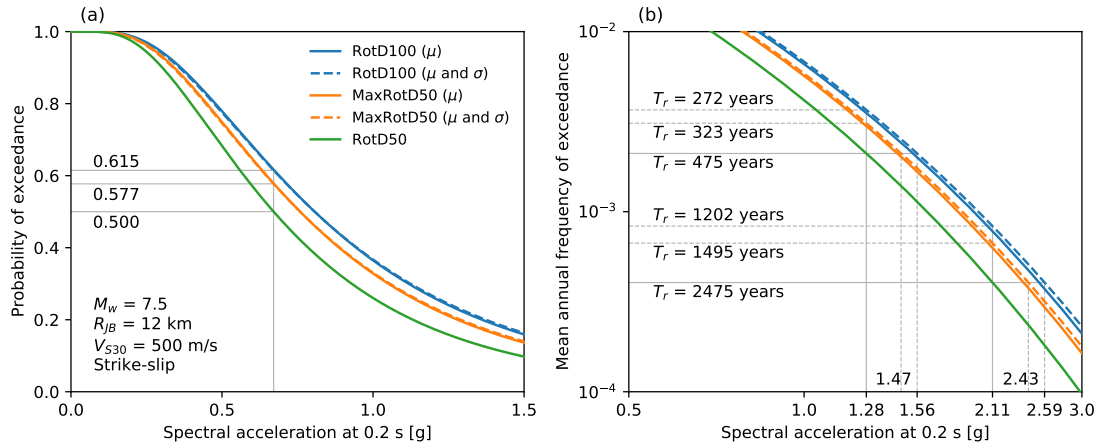 (a)
Probability of exceedance
1.0
0.8
0.6
0.4
0.2
0.0
RotD100 (μ)
RotD100 (μ and σ)
MaxRotD50 (μ)
MaxRotD50 (μ and σ)
RotD50
0.615
0.577
0.500
M_w = 7.5
R_JB = 12 km
V_S30 = 500 m/s
Strike-slip
0.0 0.5 1.0 1.5
Spectral acceleration at 0.2 s [g]
(b)
Mean annual frequency of exceedance
10⁻²
10⁻³
10⁻⁴
T_r = 272 years
T_r = 323 years
T_r = 475 years
T_r = 1202 years
T_r = 1495 years
T_r = 2475 years
1.47 2.43
0.5 1.0 1.28 1.56 2.11 2.59 3.0
Spectral acceleration at 0.2 s [g]